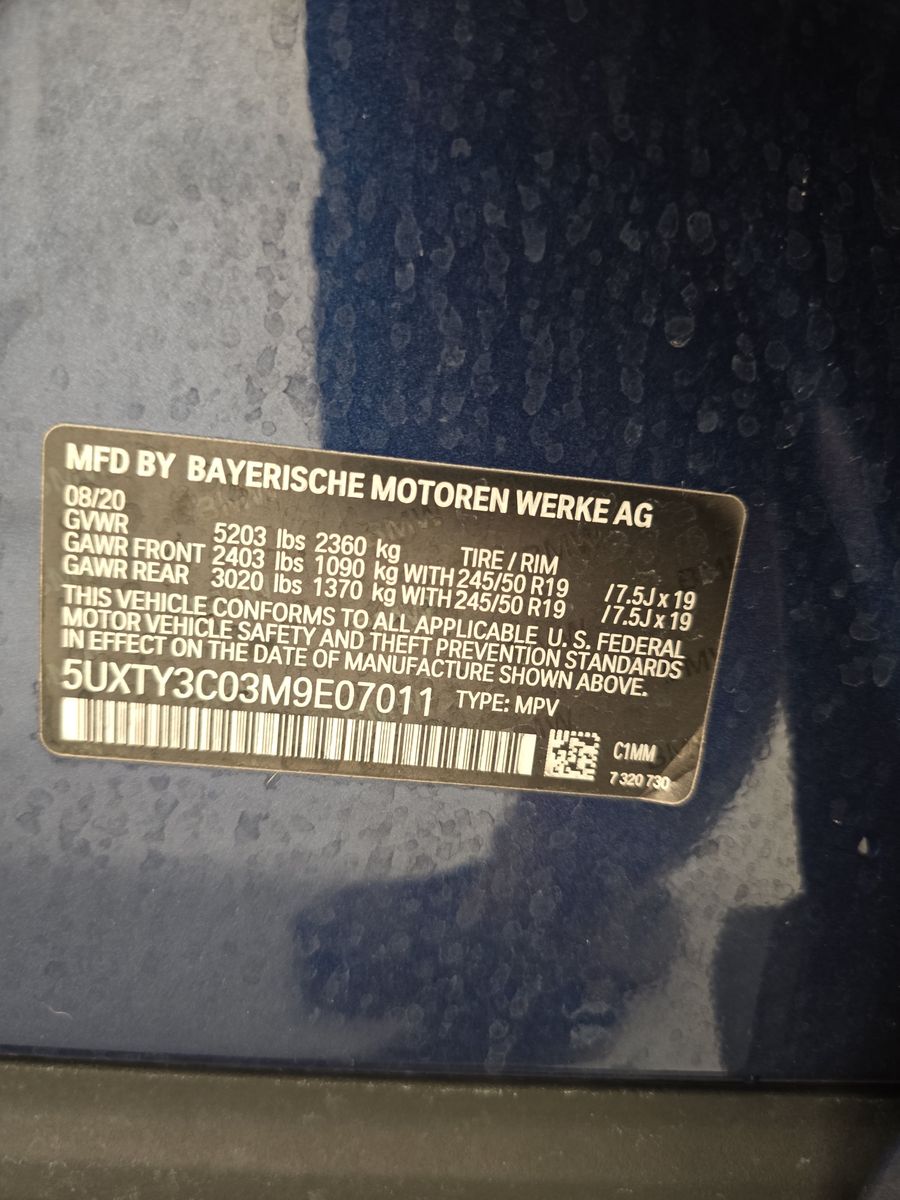 MFD BY BAYERISCHE MOTOREN WERKE AG
08/20
GVWR 5203 lbs 2360 kg TIRE / RIM
GAWR FRONT 2403 lbs 1090 kg WITH 245/50 R19 /7.5J x 19
GAWR REAR 3020 lbs 1370 kg WITH 245/50 R19 /7.5J x 19
THIS VEHICLE CONFORMS TO ALL APPLICABLE U. S. FEDERAL
MOTOR VEHICLE SAFETY AND THEFT PREVENTION STANDARDS
IN EFFECT ON THE DATE OF MANUFACTURE SHOWN ABOVE.
5UXTY3C03M9E07011 TYPE: MPV
C1MM
7 320 730